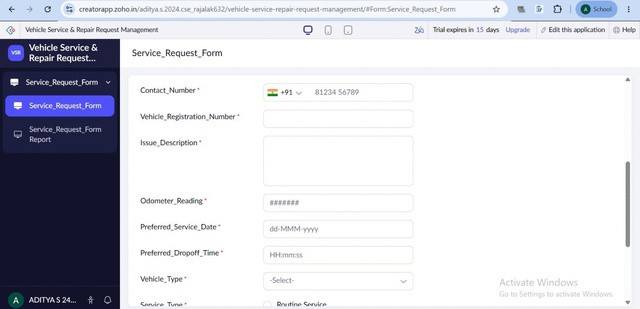 creatorapp.zoho.in/aditya.s.2024.cse_rajalak632/vehicle-service-repair-request-management/#Form:Service_Request_Form
A School
Vehicle Service & Repair Request Management
Trial expires in 15 days Upgrade
Edit this application
Help
VSR
Vehicle Service &
Repair Request...
Service_Request_Form
Service_Request_Form
Service_Request_Form
Report
A ADITYA S 24...
Service_Request_Form
Contact_Number *
+91 81234 56789
Vehicle_Registration_Number *
Issue_Description *
Odometer_Reading *
#######
Preferred_Service_Date *
dd-MMM-yyyy
Preferred_Dropoff_Time *
HH:mm:ss
Vehicle_Type *
-Select-
Service_Type *
Routine Service
Activate Windows
Go to Settings to activate Windows.